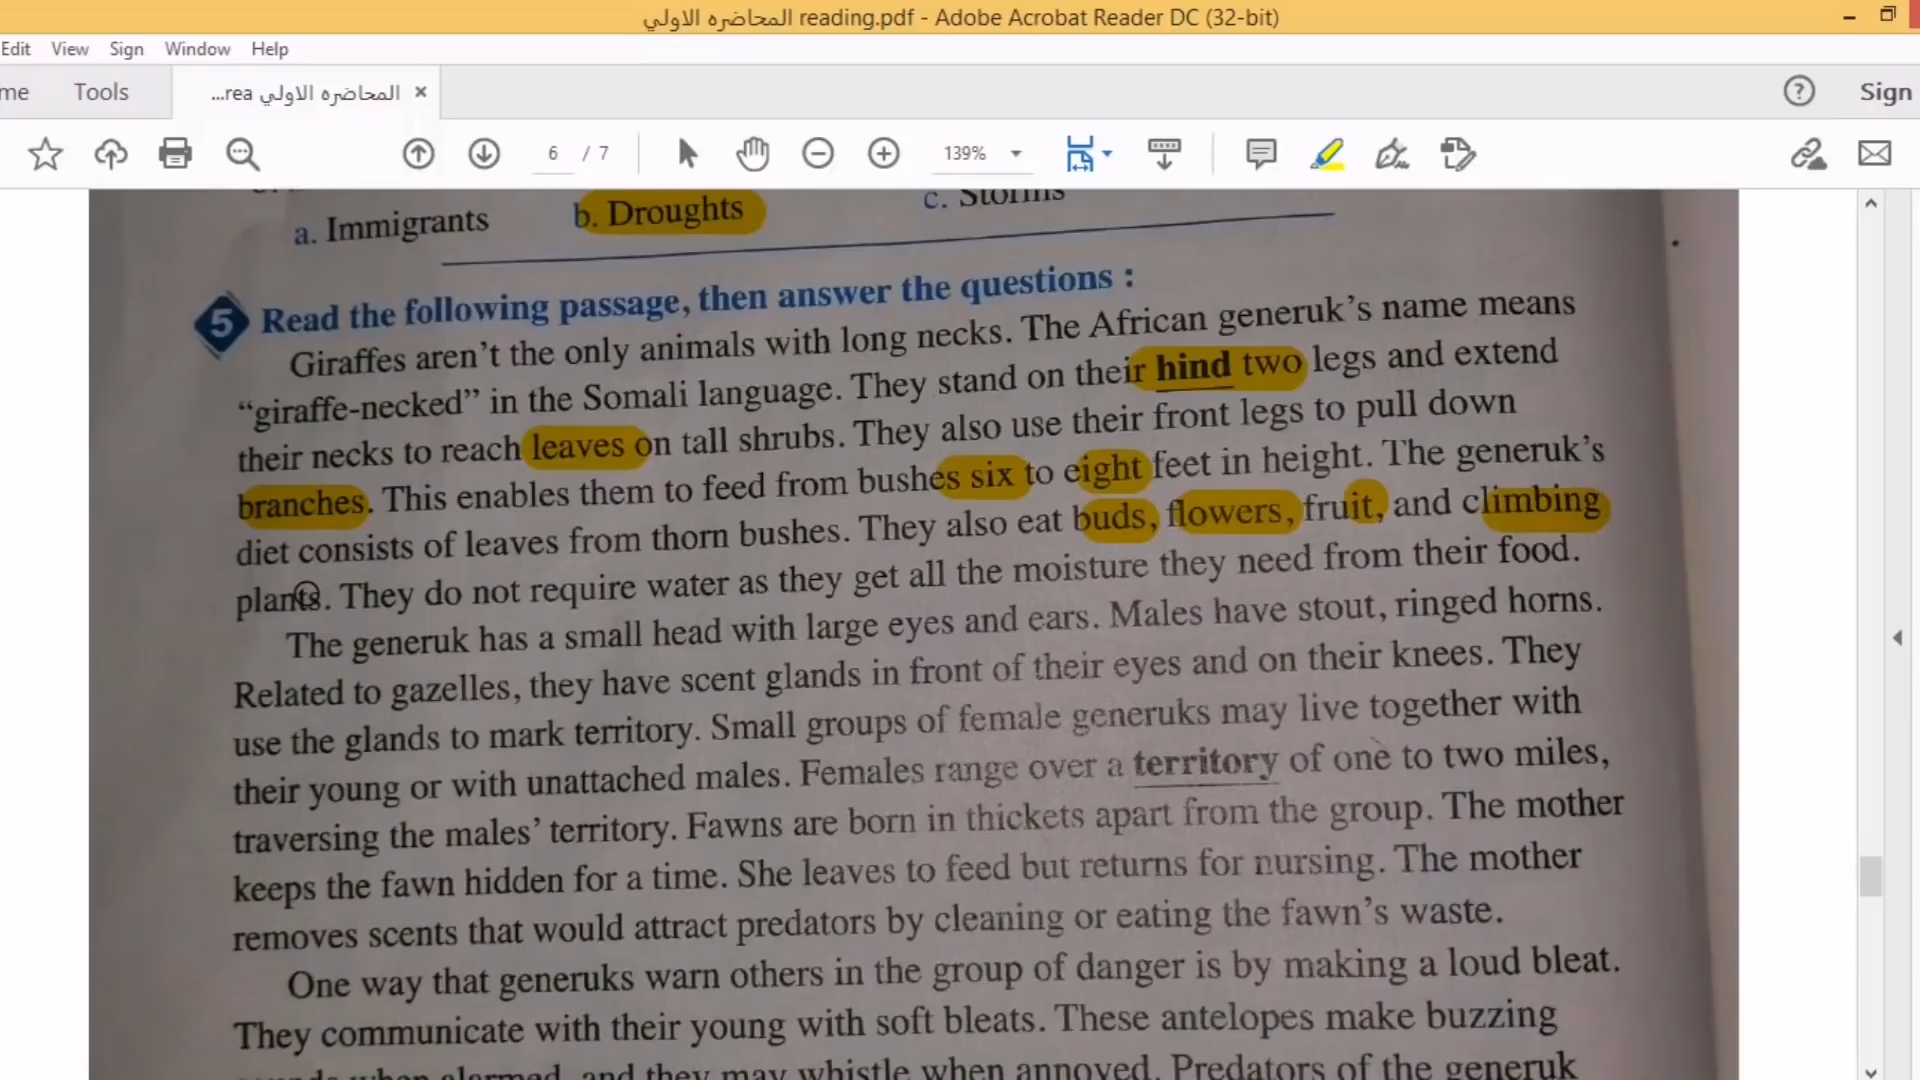 المحاضره الاولي reading.pdf - Adobe Acrobat Reader DC (32-bit)
Edit View Sign Window Help
me Tools المحاضره الاولي rea... × Sign
6 / 7 139%
a. Immigrants b. Droughts c. Storms
5 Read the following passage, then answer the questions :
Giraffes aren't the only animals with long necks. The African generuk's name means
"giraffe-necked" in the Somali language. They stand on their hind two legs and extend
their necks to reach leaves on tall shrubs. They also use their front legs to pull down
branches. This enables them to feed from bushes six to eight feet in height. The generuk's
diet consists of leaves from thorn bushes. They also eat buds, flowers, fruit, and climbing
plants. They do not require water as they get all the moisture they need from their food.
The generuk has a small head with large eyes and ears. Males have stout, ringed horns.
Related to gazelles, they have scent glands in front of their eyes and on their knees. They
use the glands to mark territory. Small groups of female generuks may live together with
their young or with unattached males. Females range over a territory of one to two miles,
traversing the males' territory. Fawns are born in thickets apart from the group. The mother
keeps the fawn hidden for a time. She leaves to feed but returns for nursing. The mother
removes scents that would attract predators by cleaning or eating the fawn's waste.
One way that generuks warn others in the group of danger is by making a loud bleat.
They communicate with their young with soft bleats. These antelopes make buzzing
when alarmed, and they may whistle when annoyed. Predators of the generuk